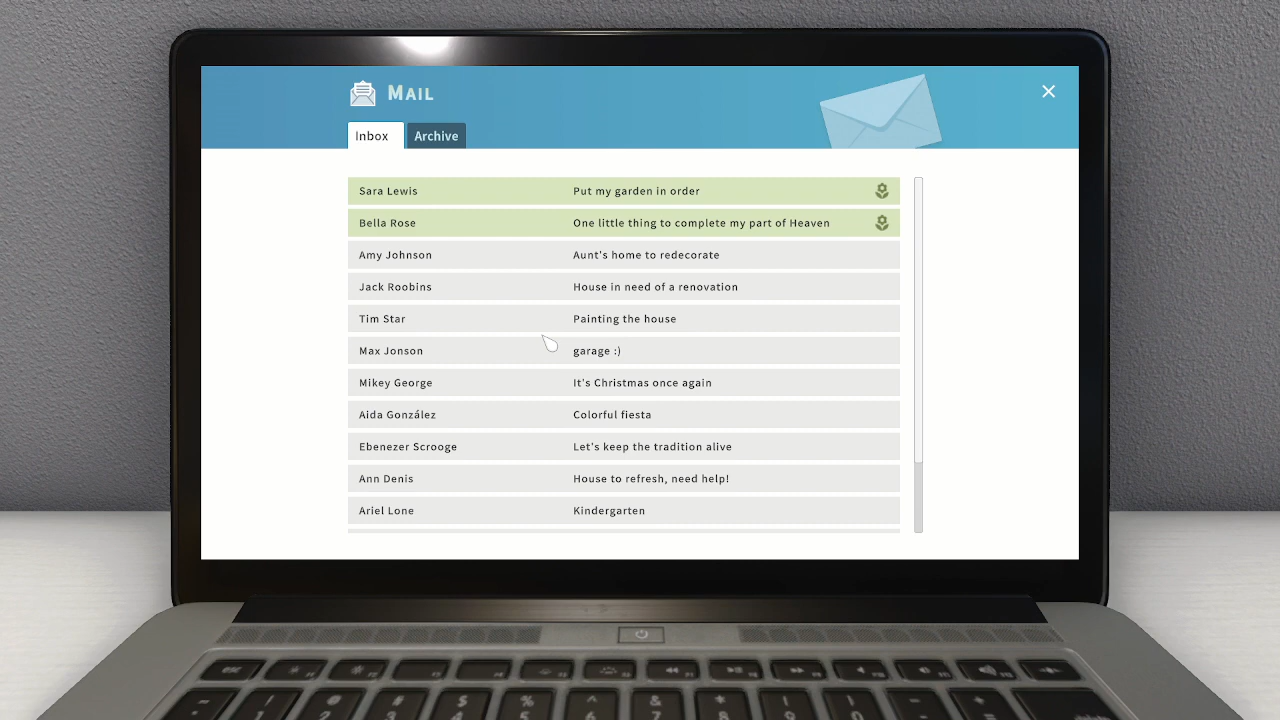 Mail
Inbox Archive
Sara Lewis Put my garden in order
Bella Rose One little thing to complete my part of Heaven
Amy Johnson Aunt's home to redecorate
Jack Roobins House in need of a renovation
Tim Star Painting the house
Max Jonson garage :)
Mikey George It's Christmas once again
Aida González Colorful fiesta
Ebenezer Scrooge Let's keep the tradition alive
Ann Denis House to refresh, need help!
Ariel Lone Kindergarten
esc